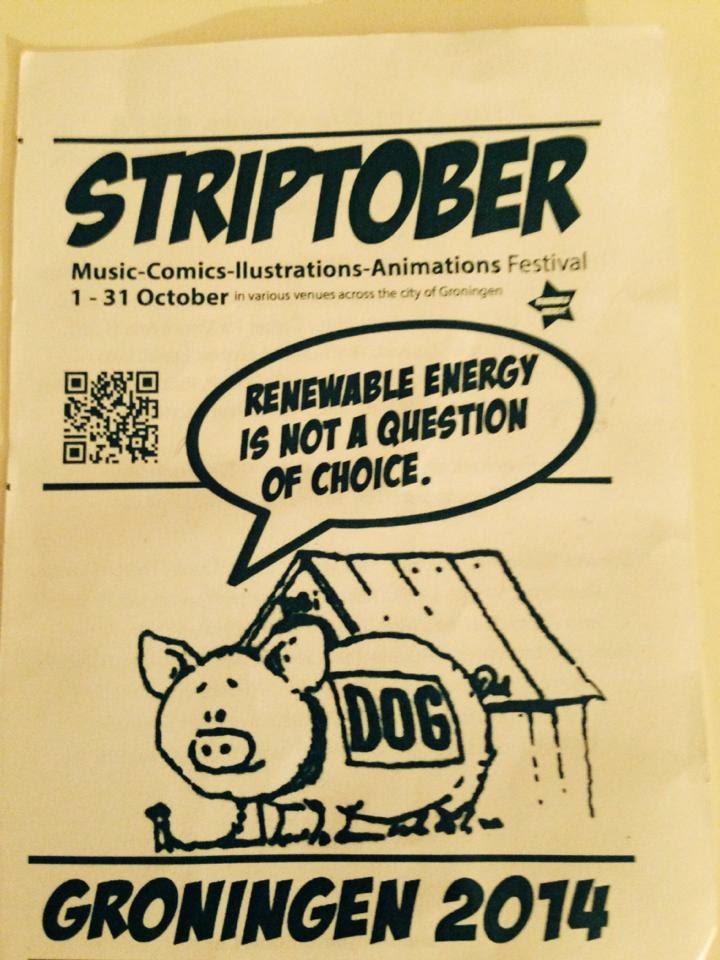 STRIPTOBER
Music-Comics-Ilustrations-Animations Festival
1 - 31 October in various venues across the city of Groningen
RENEWABLE ENERGY
IS NOT A QUESTION
OF CHOICE.
DOG
GRONINGEN 2014